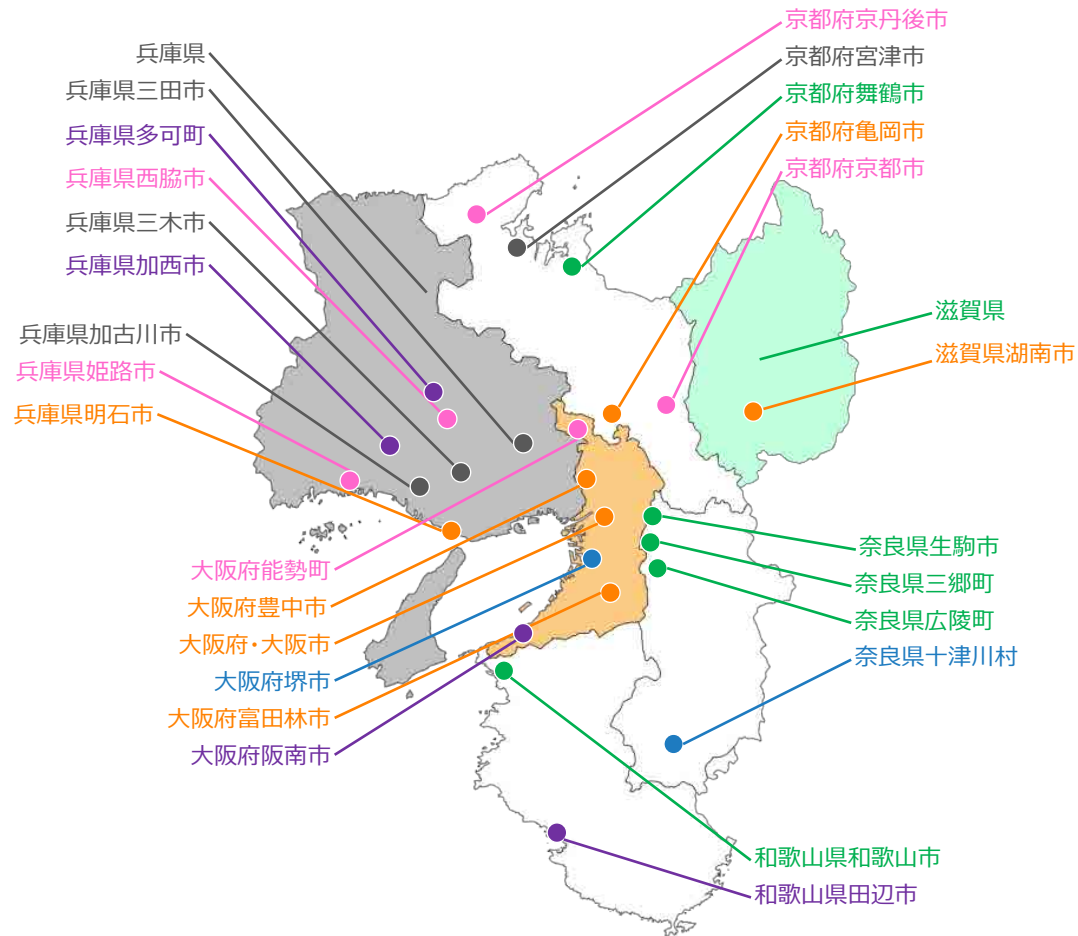 兵庫県
兵庫県三田市
兵庫県多可町
兵庫県西脇市
兵庫県三木市
兵庫県加西市
兵庫県加古川市
兵庫県姫路市
兵庫県明石市
大阪府能勢町
大阪府豊中市
大阪府・大阪市
大阪府堺市
大阪府富田林市
大阪府阪南市
京都府京丹後市
京都府宮津市
京都府舞鶴市
京都府亀岡市
京都府京都市
滋賀県
滋賀県湖南市
奈良県生駒市
奈良県三郷町
奈良県広陵町
奈良県十津川村
和歌山県和歌山市
和歌山県田辺市